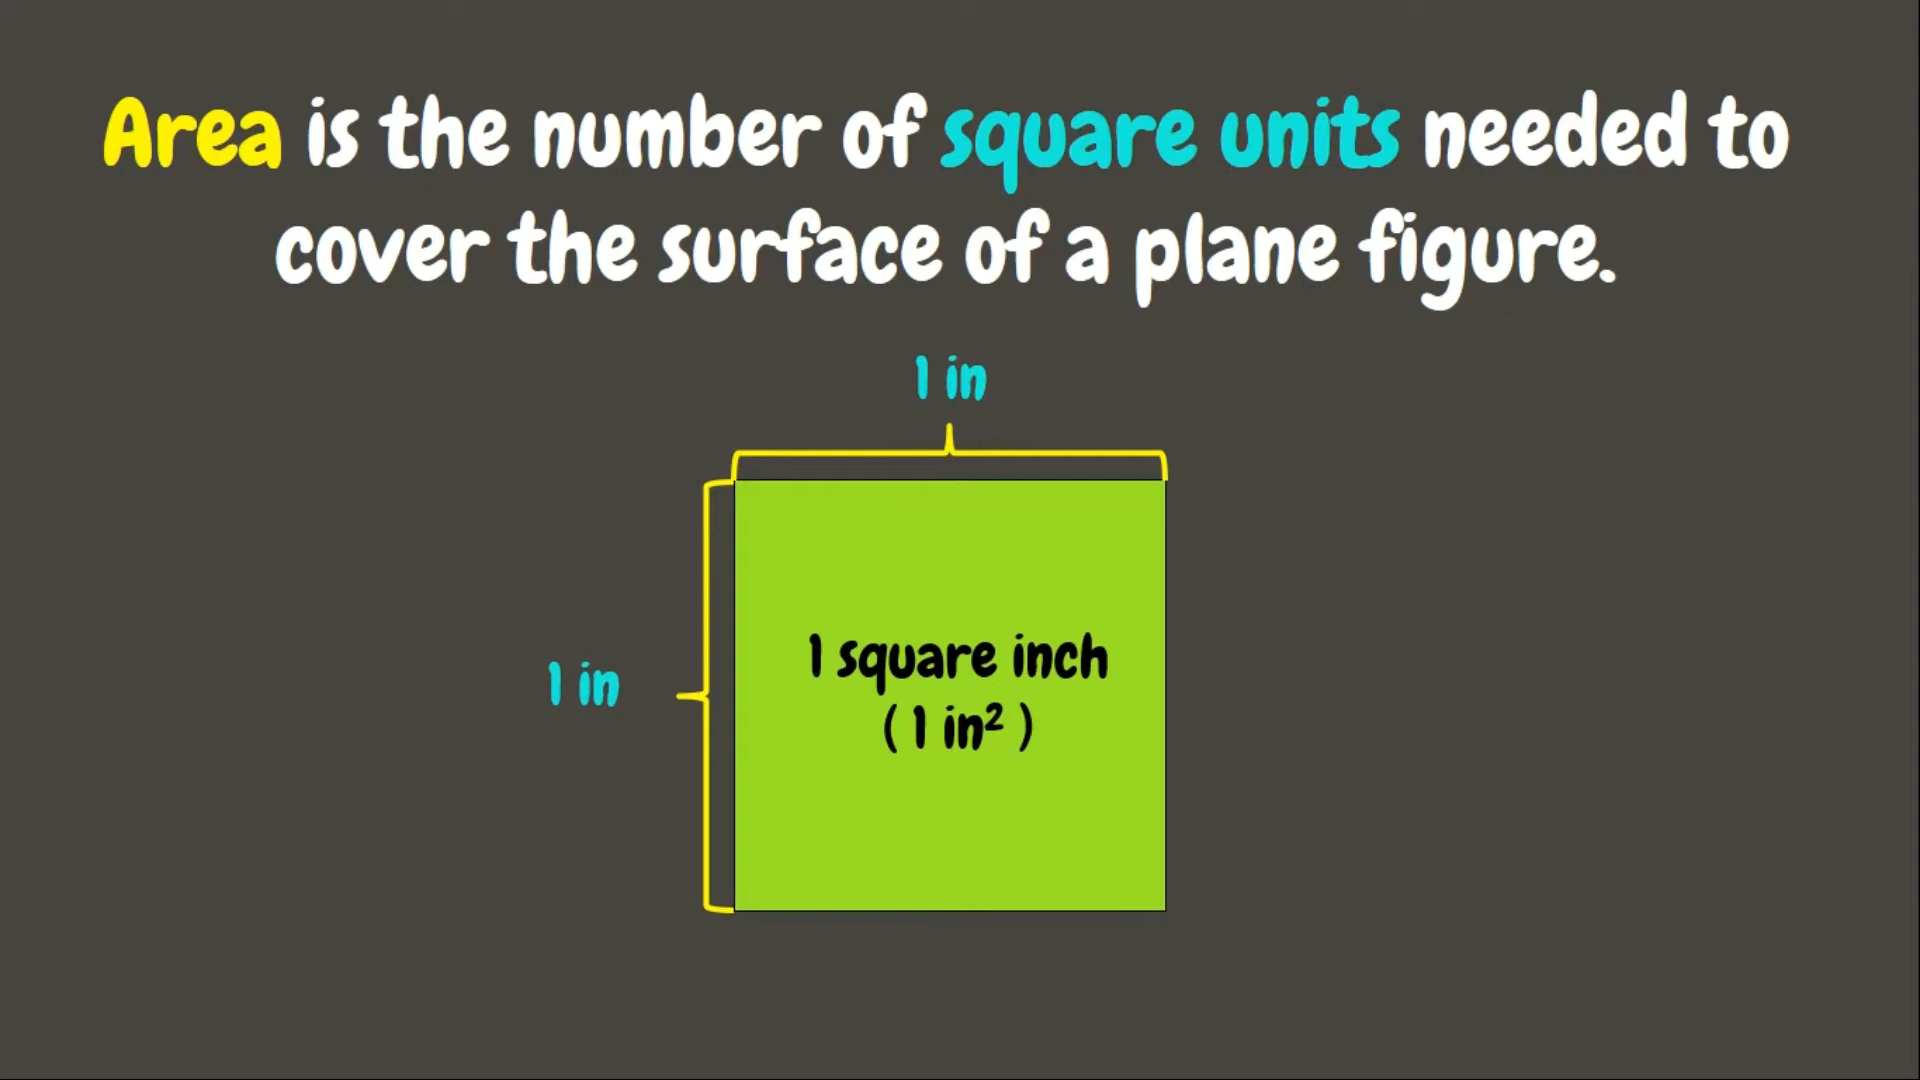 Area is the number of square units needed to
cover the surface of a plane figure.
1 in
1 in
1 square inch
( 1 in² )